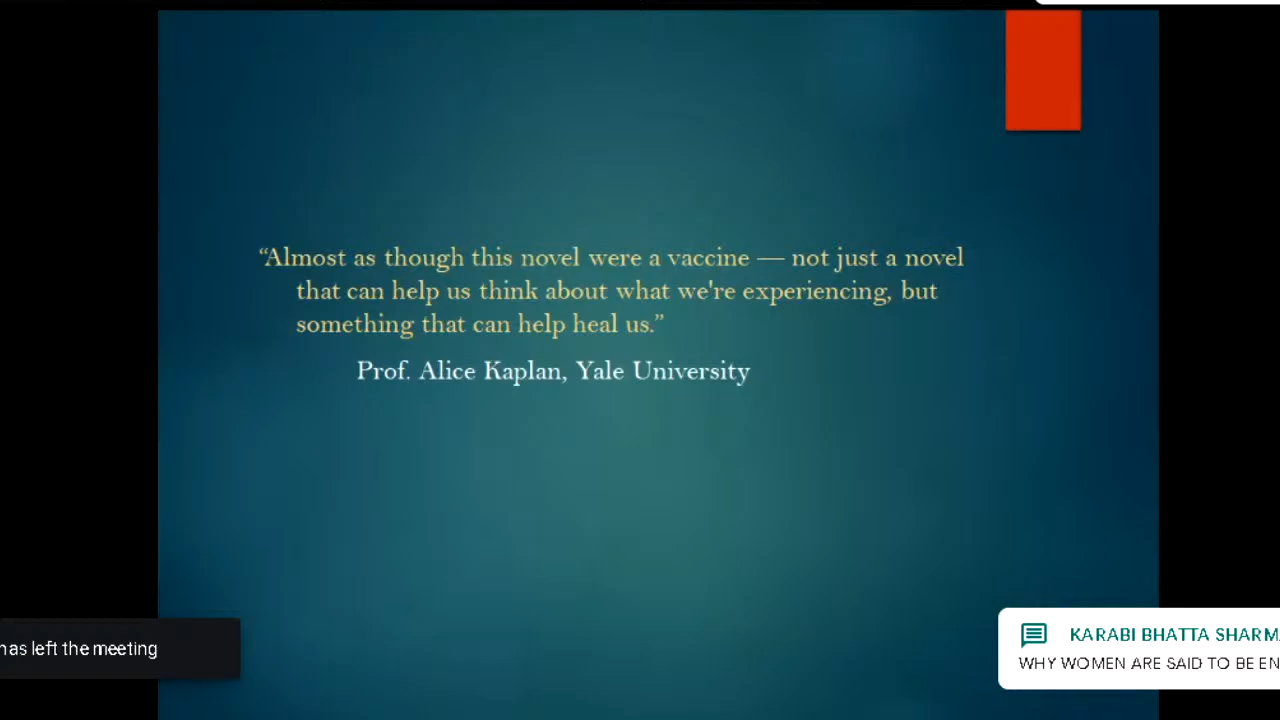 “Almost as though this novel were a vaccine — not just a novel
that can help us think about what we're experiencing, but
something that can help heal us.”
Prof. Alice Kaplan, Yale University
has left the meeting
KARABI BHATTA SHARM
WHY WOMEN ARE SAID TO BE EN